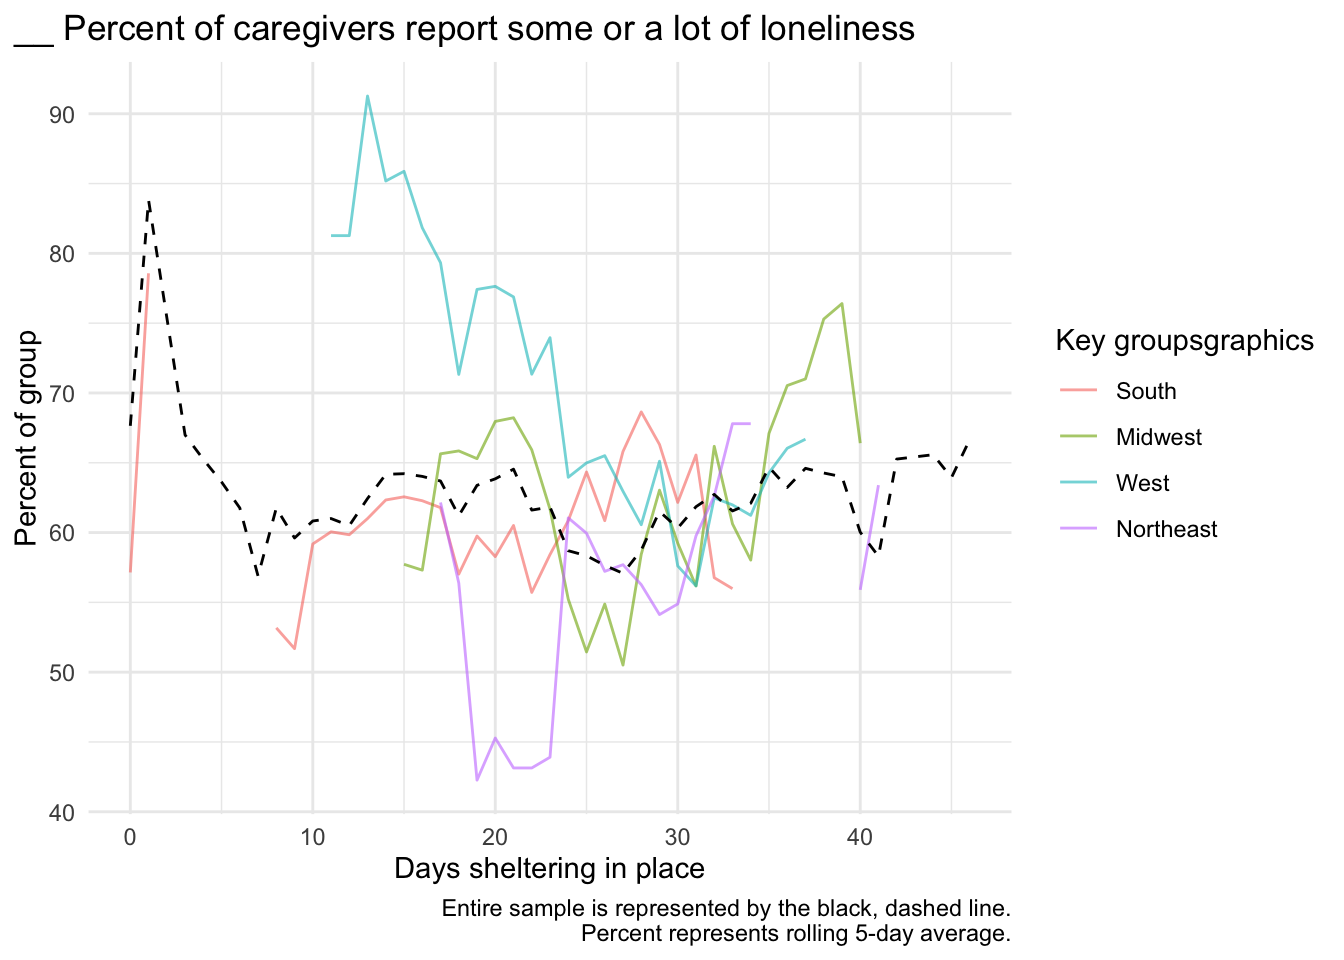 __ Percent of caregivers report some or a lot of loneliness
Percent of group
90
80
70
60
50
40
0 10 20 30 40
Days sheltering in place
Key groupsgraphics
South
Midwest
West
Northeast
Entire sample is represented by the black, dashed line.
Percent represents rolling 5-day average.